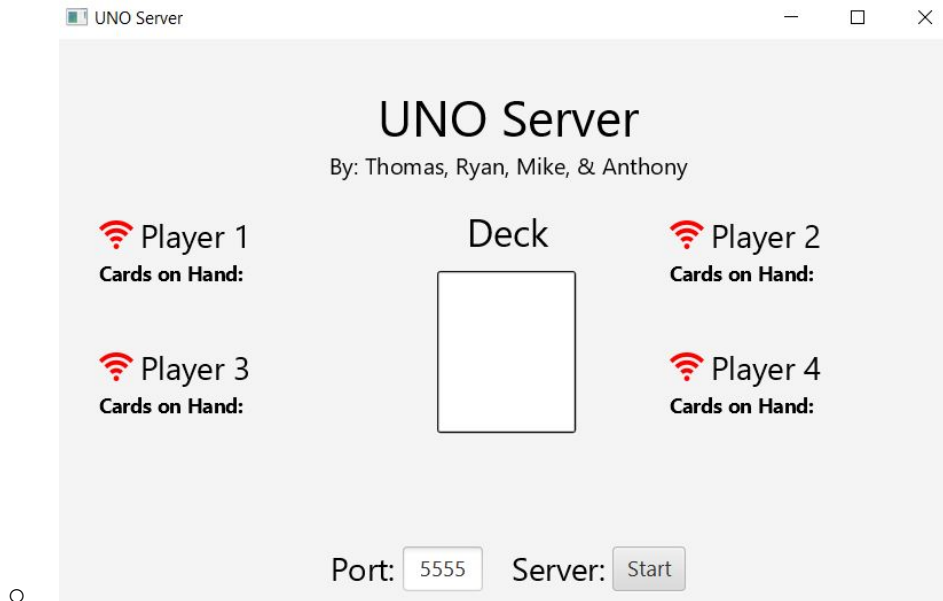 UNO Server
UNO Server
By: Thomas, Ryan, Mike, & Anthony
Player 1
Cards on Hand:
Deck
Player 2
Cards on Hand:
Player 3
Cards on Hand:
Player 4
Cards on Hand:
Port: 5555 Server: Start